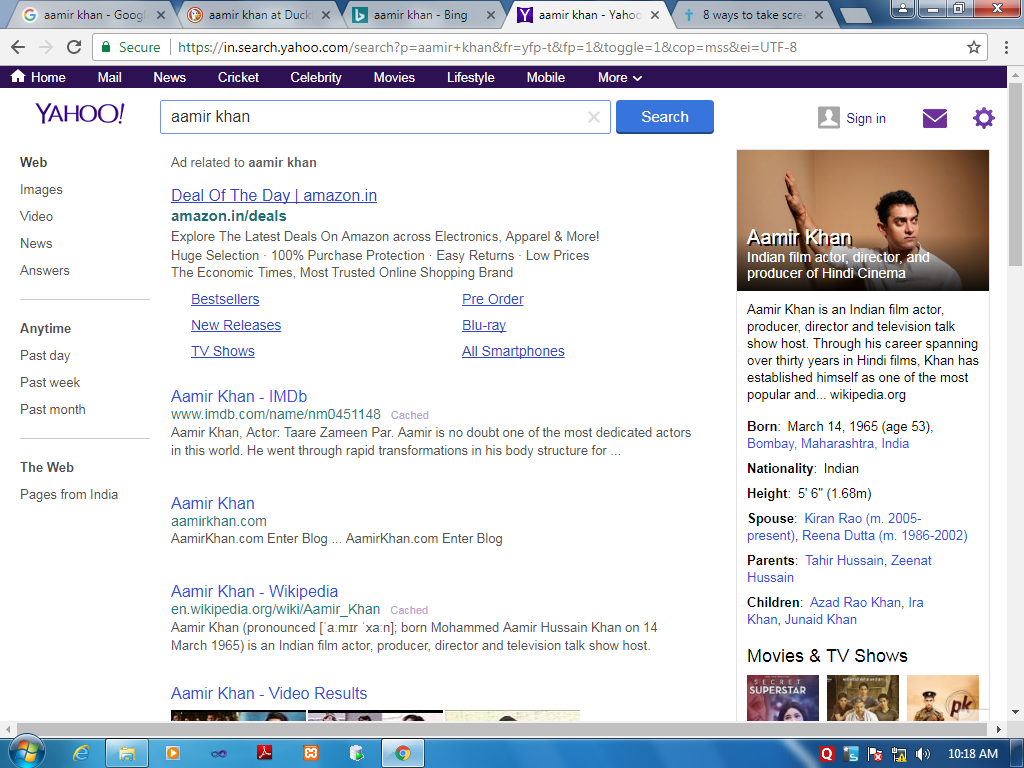 aamir khan - Googl
aamir khan at Duckl
aamir khan - Bing
aamir khan - Yahoo
8 ways to take scree
Secure
https://in.search.yahoo.com/search?p=aamir+khan&fr=yfp-t&fp=1&toggle=1&cop=mss&ei=UTF-8
Home Mail News Cricket Celebrity Movies Lifestyle Mobile More
YAHOO!
aamir khan
Search
Sign in
Web
Images
Video
News
Answers
Anytime
Past day
Past week
Past month
The Web
Pages from India
Ad related to aamir khan
Deal Of The Day | amazon.in
amazon.in/deals
Explore The Latest Deals On Amazon across Electronics, Apparel & More!
Huge Selection · 100% Purchase Protection · Easy Returns · Low Prices
The Economic Times, Most Trusted Online Shopping Brand
Bestsellers Pre Order
New Releases Blu-ray
TV Shows All Smartphones
Aamir Khan - IMDb
www.imdb.com/name/nm0451148 Cached
Aamir Khan, Actor: Taare Zameen Par. Aamir is no doubt one of the most dedicated actors
in this world. He went through rapid transformations in his body structure for ...
Aamir Khan
aamirkhan.com
AamirKhan.com Enter Blog ... AamirKhan.com Enter Blog
Aamir Khan - Wikipedia
en.wikipedia.org/wiki/Aamir_Khan Cached
Aamir Khan (pronounced [ˈaːmɪr ˈxaːn]; born Mohammed Aamir Hussain Khan on 14
March 1965) is an Indian film actor, producer, director and television talk show host.
Aamir Khan - Video Results
Aamir Khan
Indian film actor, director, and
producer of Hindi Cinema
Aamir Khan is an Indian film actor,
producer, director and television talk
show host. Through his career spanning
over thirty years in Hindi films, Khan has
established himself as one of the most
popular and... wikipedia.org
Born: March 14, 1965 (age 53),
Bombay, Maharashtra, India
Nationality: Indian
Height: 5' 6" (1.68m)
Spouse: Kiran Rao (m. 2005-
present), Reena Dutta (m. 1986-2002)
Parents: Tahir Hussain, Zeenat
Hussain
Children: Azad Rao Khan, Ira
Khan, Junaid Khan
Movies & TV Shows
SECRET
SUPERSTAR
pk
10:18 AM